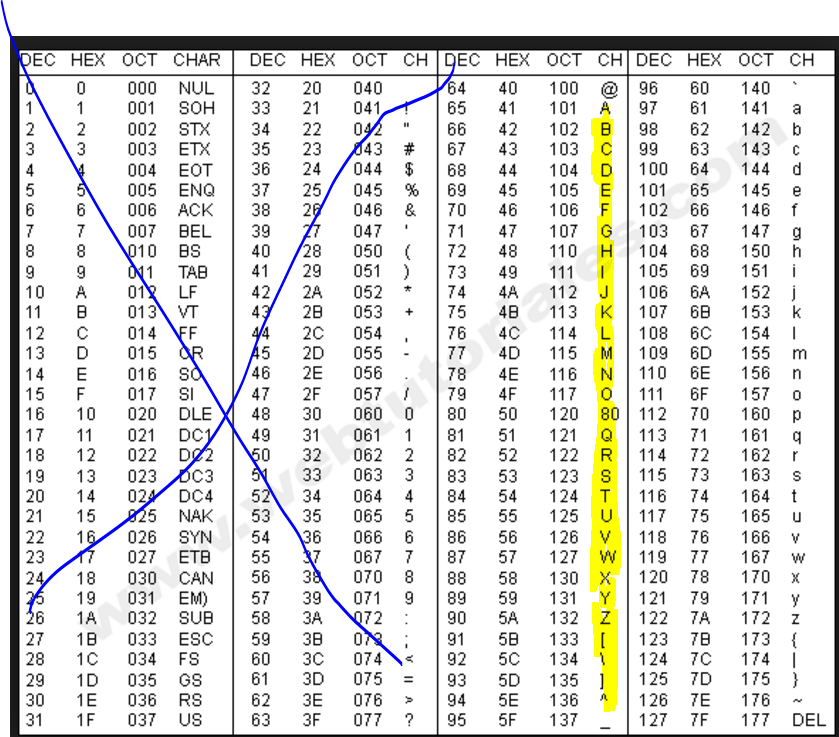 DEC HEX OCT CHAR DEC HEX OCT CH DEC HEX OCT CH DEC HEX OCT CH
0 0 000 NUL 32 20 040 64 40 100 @ 96 60 140 `
1 1 001 SOH 33 21 041 ! 65 41 101 A 97 61 141 a
2 2 002 STX 34 22 042 " 66 42 102 B 98 62 142 b
3 3 003 ETX 35 23 043 # 67 43 103 C 99 63 143 c
4 4 004 EOT 36 24 044 $ 68 44 104 D 100 64 144 d
5 5 005 ENQ 37 25 045 % 69 45 105 E 101 65 145 e
6 6 006 ACK 38 26 046 & 70 46 106 F 102 66 146 f
7 7 007 BEL 39 27 047 ' 71 47 107 G 103 67 147 g
8 8 010 BS 40 28 050 ( 72 48 110 H 104 68 150 h
9 9 011 TAB 41 29 051 ) 73 49 111 I 105 69 151 i
10 A 012 LF 42 2A 052 * 74 4A 112 J 106 6A 152 j
11 B 013 VT 43 2B 053 + 75 4B 113 K 107 6B 153 k
12 C 014 FF 44 2C 054 , 76 4C 114 L 108 6C 154 l
13 D 015 CR 45 2D 055 - 77 4D 115 M 109 6D 155 m
14 E 016 SO 46 2E 056 78 4E 116 N 110 6E 156 n
15 F 017 SI 47 2F 057 / 79 4F 117 O 111 6F 157 o
16 10 020 DLE 48 30 060 0 80 50 120 80 112 70 160 p
17 11 021 DC1 49 31 061 1 81 51 121 Q 113 71 161 q
18 12 022 DC2 50 32 062 2 82 52 122 R 114 72 162 r
19 13 023 DC3 51 33 063 3 83 53 123 S 115 73 163 s
20 14 024 DC4 52 34 064 4 84 54 124 T 116 74 164 t
21 15 025 NAK 53 35 065 5 85 55 125 U 117 75 165 u
22 16 026 SYN 54 36 066 6 86 56 126 V 118 76 166 v
23 17 027 ETB 55 37 067 7 87 57 127 W 119 77 167 w
24 18 030 CAN 56 38 070 8 88 58 130 X 120 78 170 x
25 19 031 EM) 57 39 071 9 89 59 131 Y 121 79 171 y
26 1A 032 SUB 58 3A 072 : 90 5A 132 Z 122 7A 172 z
27 1B 033 ESC 59 3B 073 ; 91 5B 133 [ 123 7B 173 {
28 1C 034 FS 60 3C 074 < 92 5C 134 \ 124 7C 174 |
29 1D 035 GS 61 3D 075 = 93 5D 135 ] 125 7D 175 }
30 1E 036 RS 62 3E 076 > 94 5E 136 ^ 126 7E 176 ~
31 1F 037 US 63 3F 077 ? 95 5F 137 _ 127 7F 177 DEL
www.webtutoriales.com